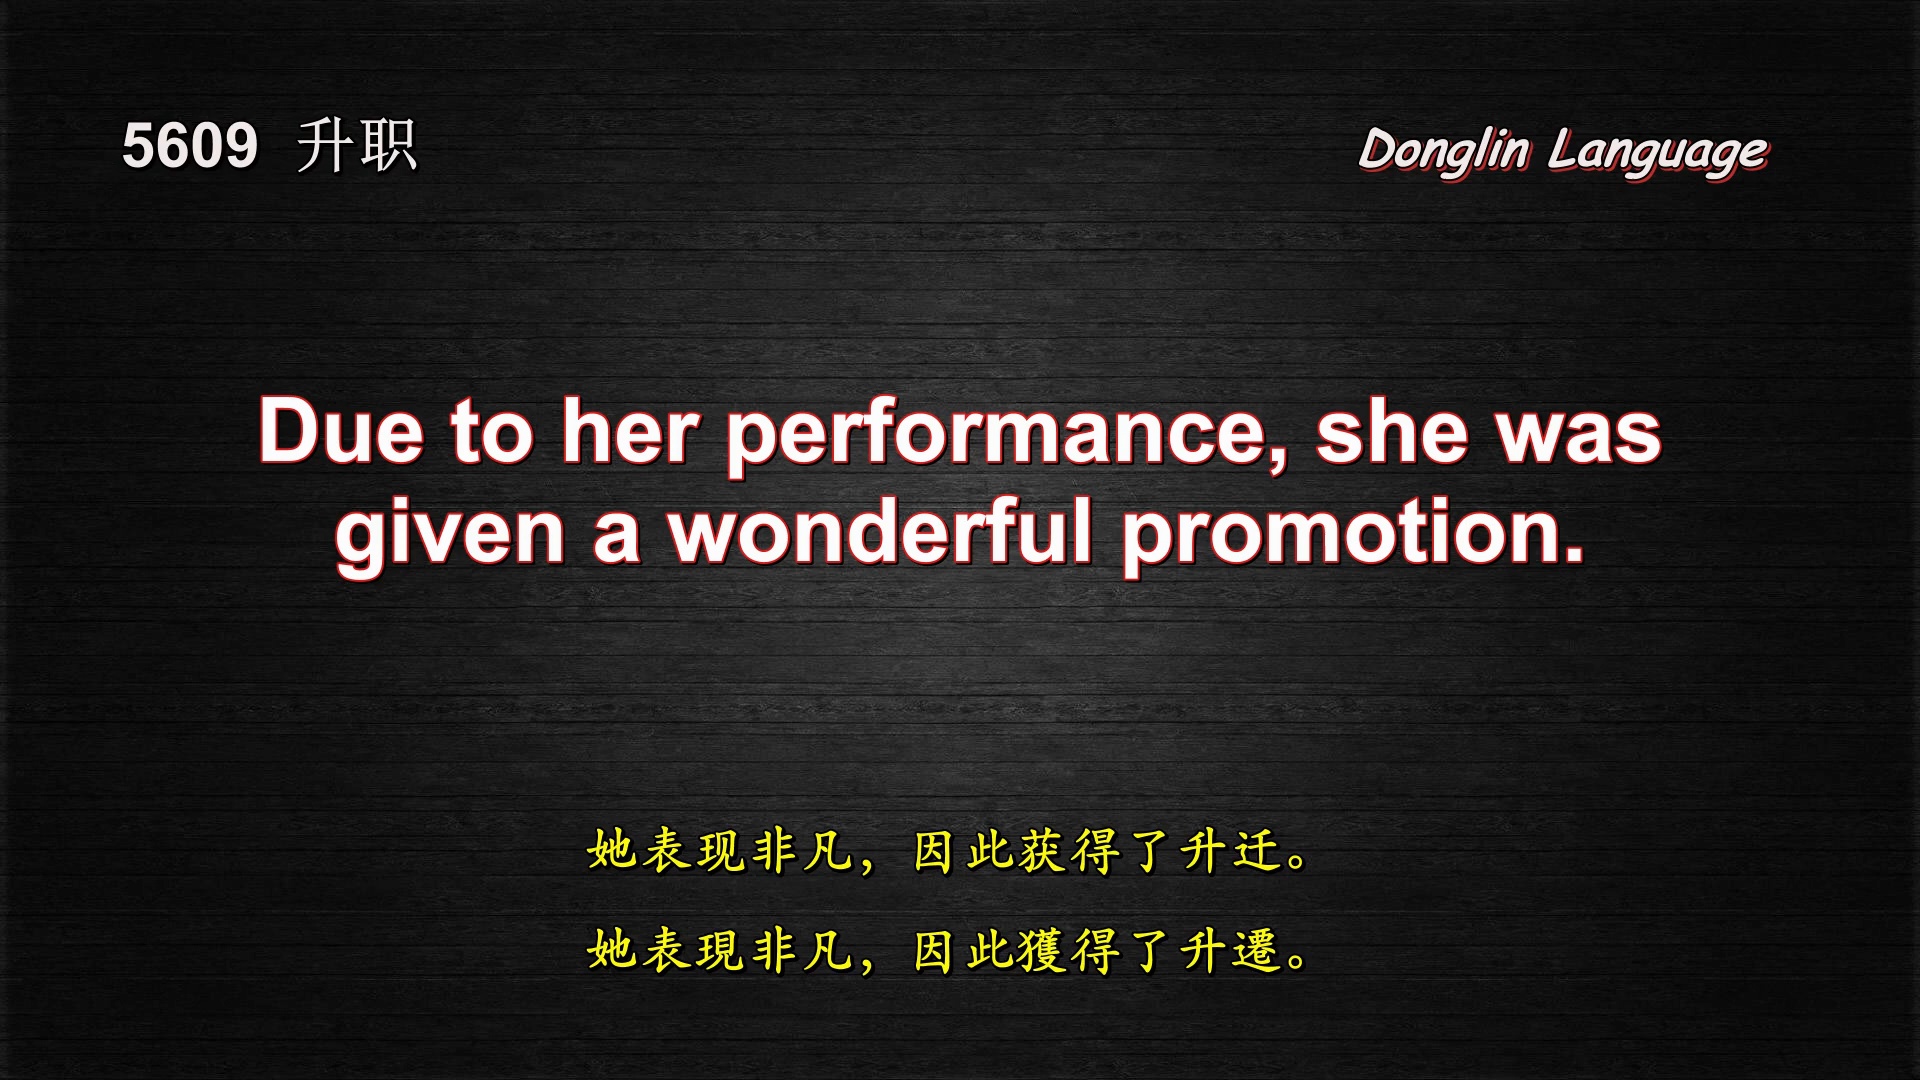 5609 升职
Donglin Language
Due to her performance, she was
given a wonderful promotion.
她表现非凡，因此获得了升迁。
她表現非凡，因此獲得了升遷。